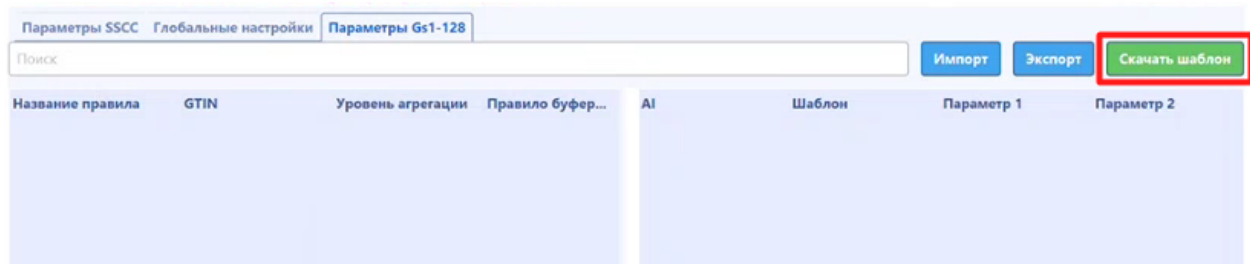 Параметры SSCC Глобальные настройки Параметры Gs1-128
Поиск Импорт Экспорт Скачать шаблон
Название правила GTIN Уровень агрегации Правило буфер... AI Шаблон Параметр 1 Параметр 2